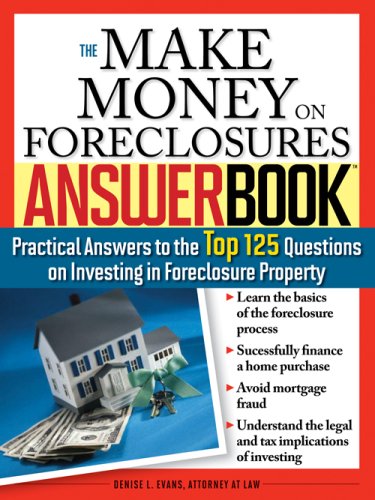 THE MAKE
MONEY ON
FORECLOSURES
ANSWERBOOK™
Practical Answers to the Top 125 Questions
on Investing in Foreclosure Property
Learn the basics
of the foreclosure
process
Sucessfully finance
a home purchase
Avoid mortgage
fraud
Understand the legal
and tax implications
of investing
DENISE L. EVANS, ATTORNEY AT LAW